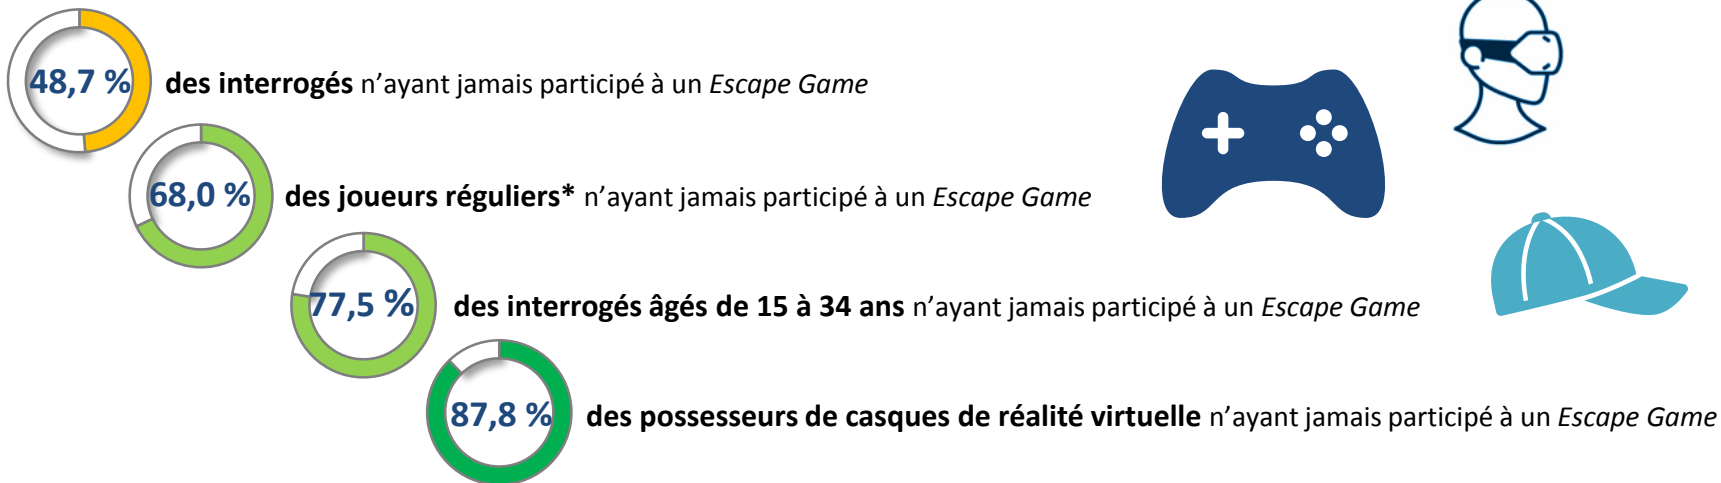 48,7 % des interrogés n’ayant jamais participé à un Escape Game
68,0 % des joueurs réguliers* n’ayant jamais participé à un Escape Game
77,5 % des interrogés âgés de 15 à 34 ans n’ayant jamais participé à un Escape Game
87,8 % des possesseurs de casques de réalité virtuelle n’ayant jamais participé à un Escape Game